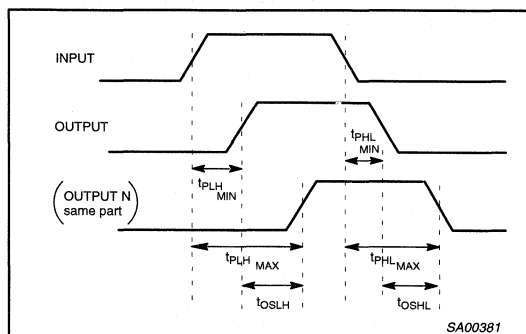 INPUT
OUTPUT
tPHL MIN
tPLH MIN
(OUTPUT N
same part)
tPLH MAX
tPHL MAX
tOSLH
tOSHL
SA00381